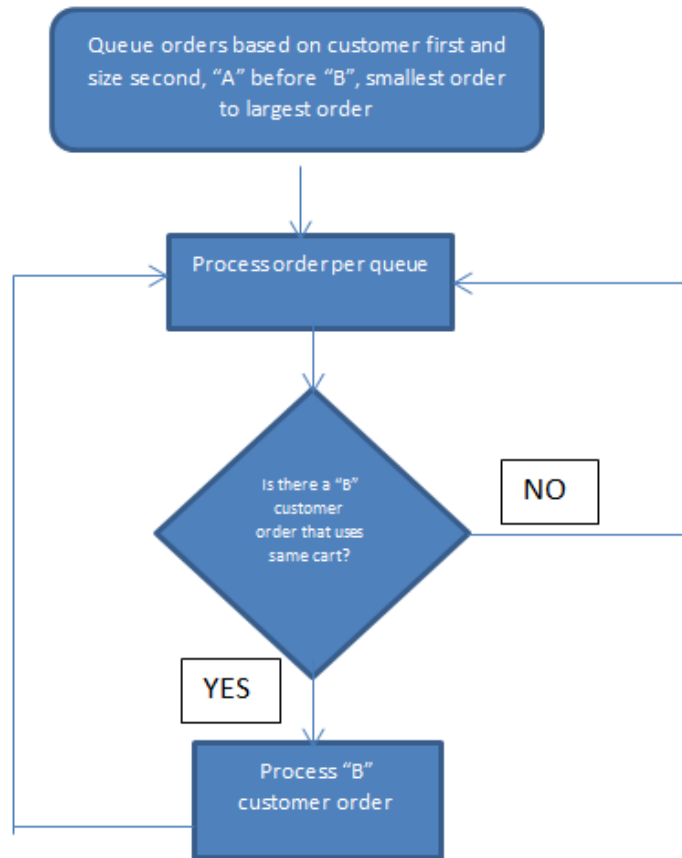 Queue orders based on customer first and
size second, “A” before “B”, smallest order
to largest order
Process order per queue
Is there a “B”
customer
order that uses
same cart?
NO
YES
Process “B”
customer order